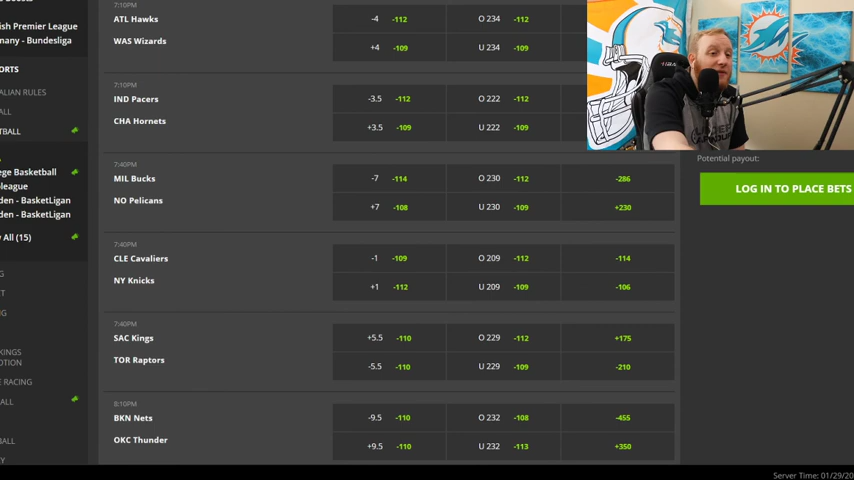 7:10PM
ATL Hawks -4 -112 O 234 -112
WAS Wizards +4 -109 U 234 -109
ish Premier League
many - Bundesliga
ORTS
ALIAN RULES
ALL
TBALL
ege Basketball
oleague
den - BasketLigan
den - BasketLigan
w All (15)
7:10PM
IND Pacers -3.5 -112 O 222 -112
CHA Hornets +3.5 -109 U 222 -109
7:40PM
MIL Bucks -7 -114 O 230 -112 -286
NO Pelicans +7 -108 U 230 -109 +230
7:40PM
CLE Cavaliers -1 -109 O 209 -112 -114
NY Knicks +1 -112 U 209 -109 -106
7:40PM
SAC Kings +5.5 -110 O 229 -112 +175
TOR Raptors -5.5 -110 U 229 -109 -210
8:10PM
BKN Nets -9.5 -110 O 232 -108 -455
OKC Thunder +9.5 -110 U 232 -113 +350
KINGS
OTION
E RACING
ALL
BALL
Potential payout:
LOG IN TO PLACE BETS
Server Time: 01/29/20